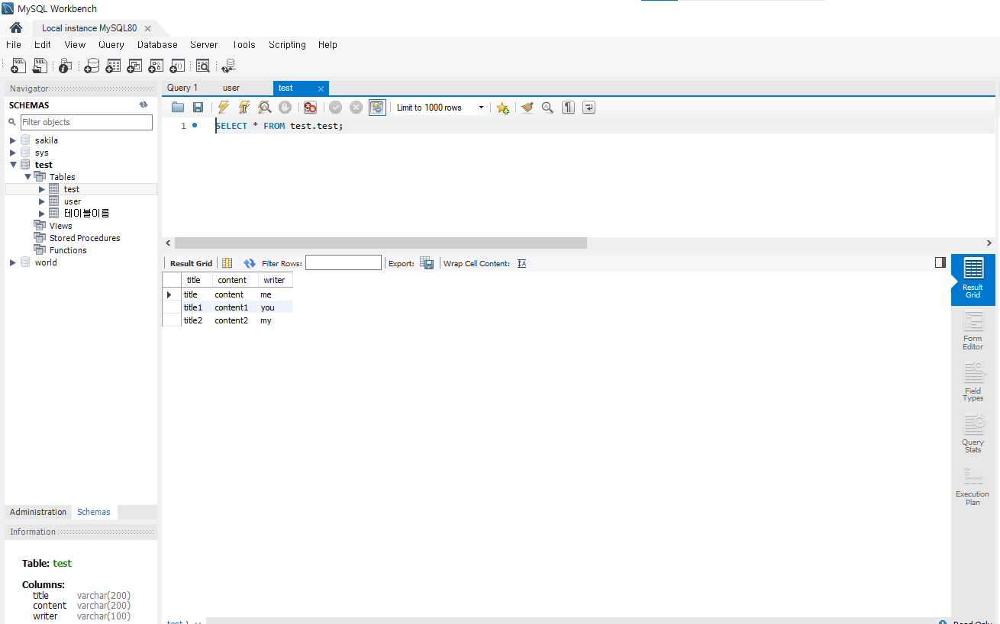 MySQL Workbench
Local instance MySQL80
File Edit View Query Database Server Tools Scripting Help
Navigator
SCHEMAS
Filter objects
sakila
sys
test
Tables
test
user
테이블이름
Views
Stored Procedures
Functions
world
Administration Schemas
Information
Table: test
Columns:
title varchar(200)
content varchar(200)
writer varchar(100)
Query 1 user test
Limit to 1000 rows
1 SELECT * FROM test.test;
Result Grid Filter Rows: Export: Wrap Cell Content:
title content writer
title content me
title1 content1 you
title2 content2 my
Result
Grid
Form
Editor
Field
Types
Query
Stats
Execution
Plan
test 1
Read Only